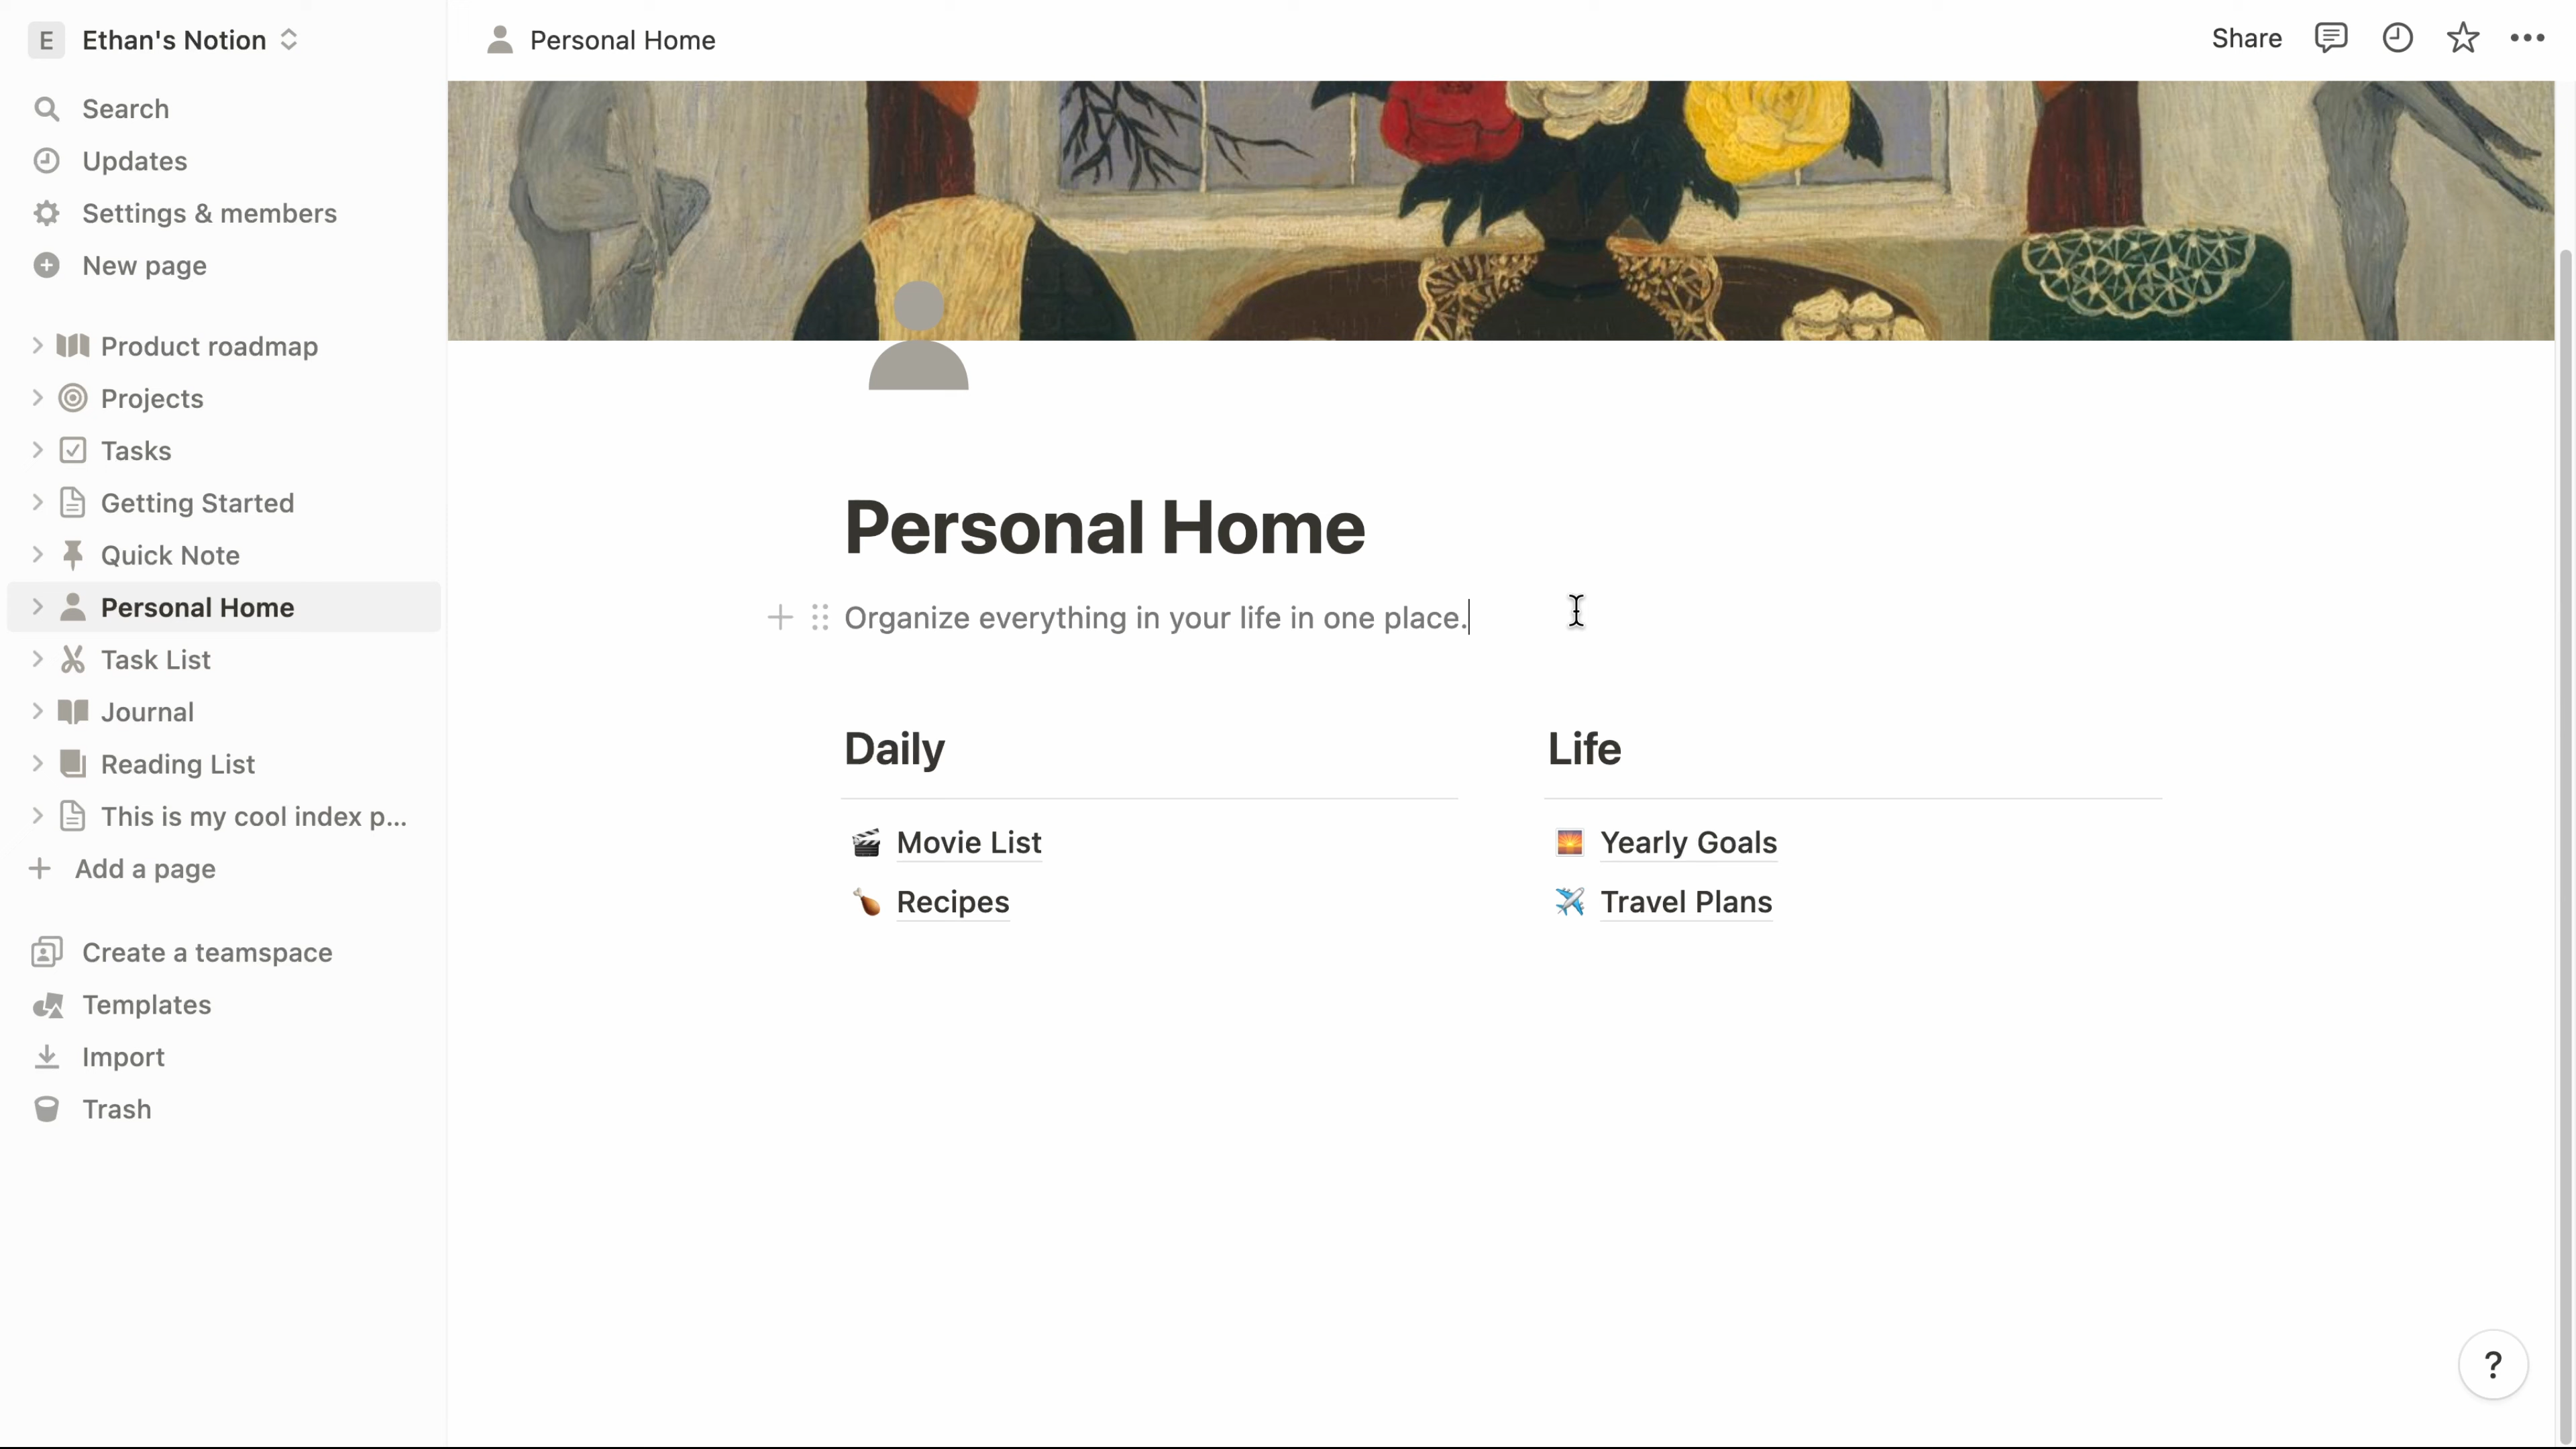 E Ethan's Notion
Search
Updates
Settings & members
New page
Product roadmap
Projects
Tasks
Getting Started
Quick Note
Personal Home
Task List
Journal
Reading List
This is my cool index p...
Add a page
Create a teamspace
Templates
Import
Trash
Personal Home
Share
Personal Home
Organize everything in your life in one place.
Daily
Movie List
Recipes
Life
Yearly Goals
Travel Plans
?